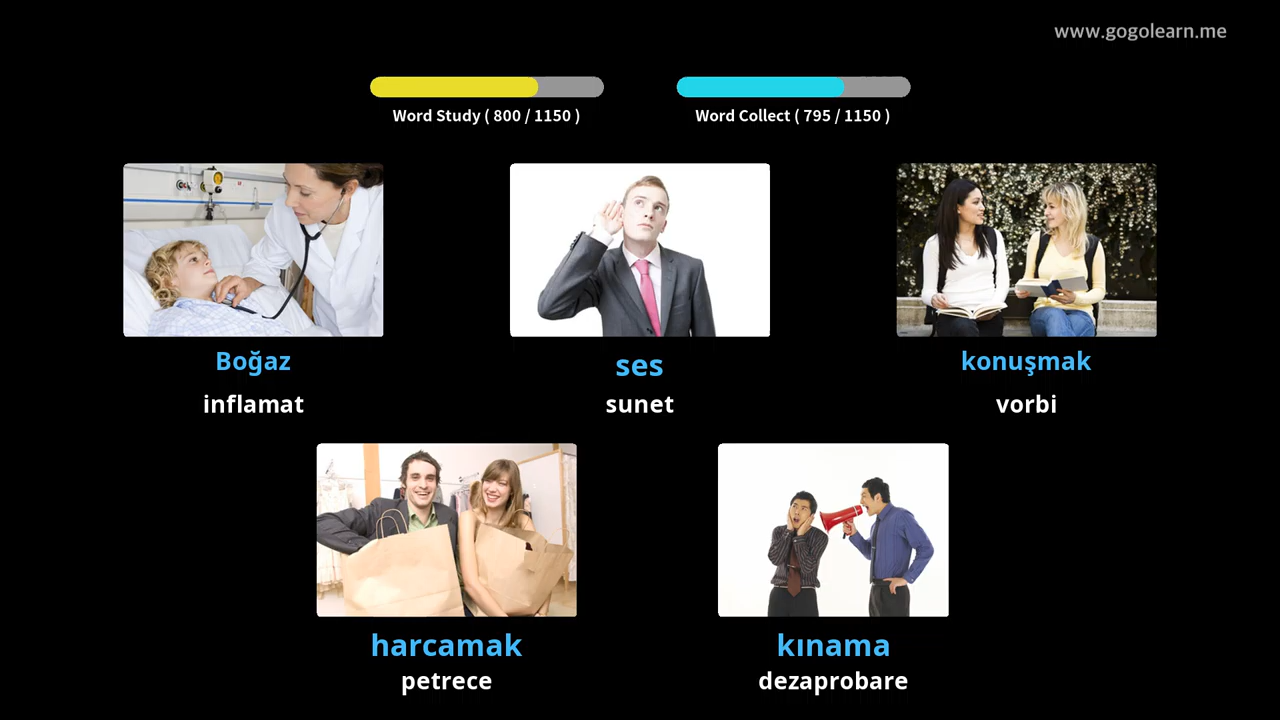 www.gogolearn.me
Word Study ( 800 / 1150 )
Word Collect ( 795 / 1150 )
Boğaz
ses
konuşmak
inflamat
sunet
vorbi
harcamak
kınama
petrece
dezaprobare